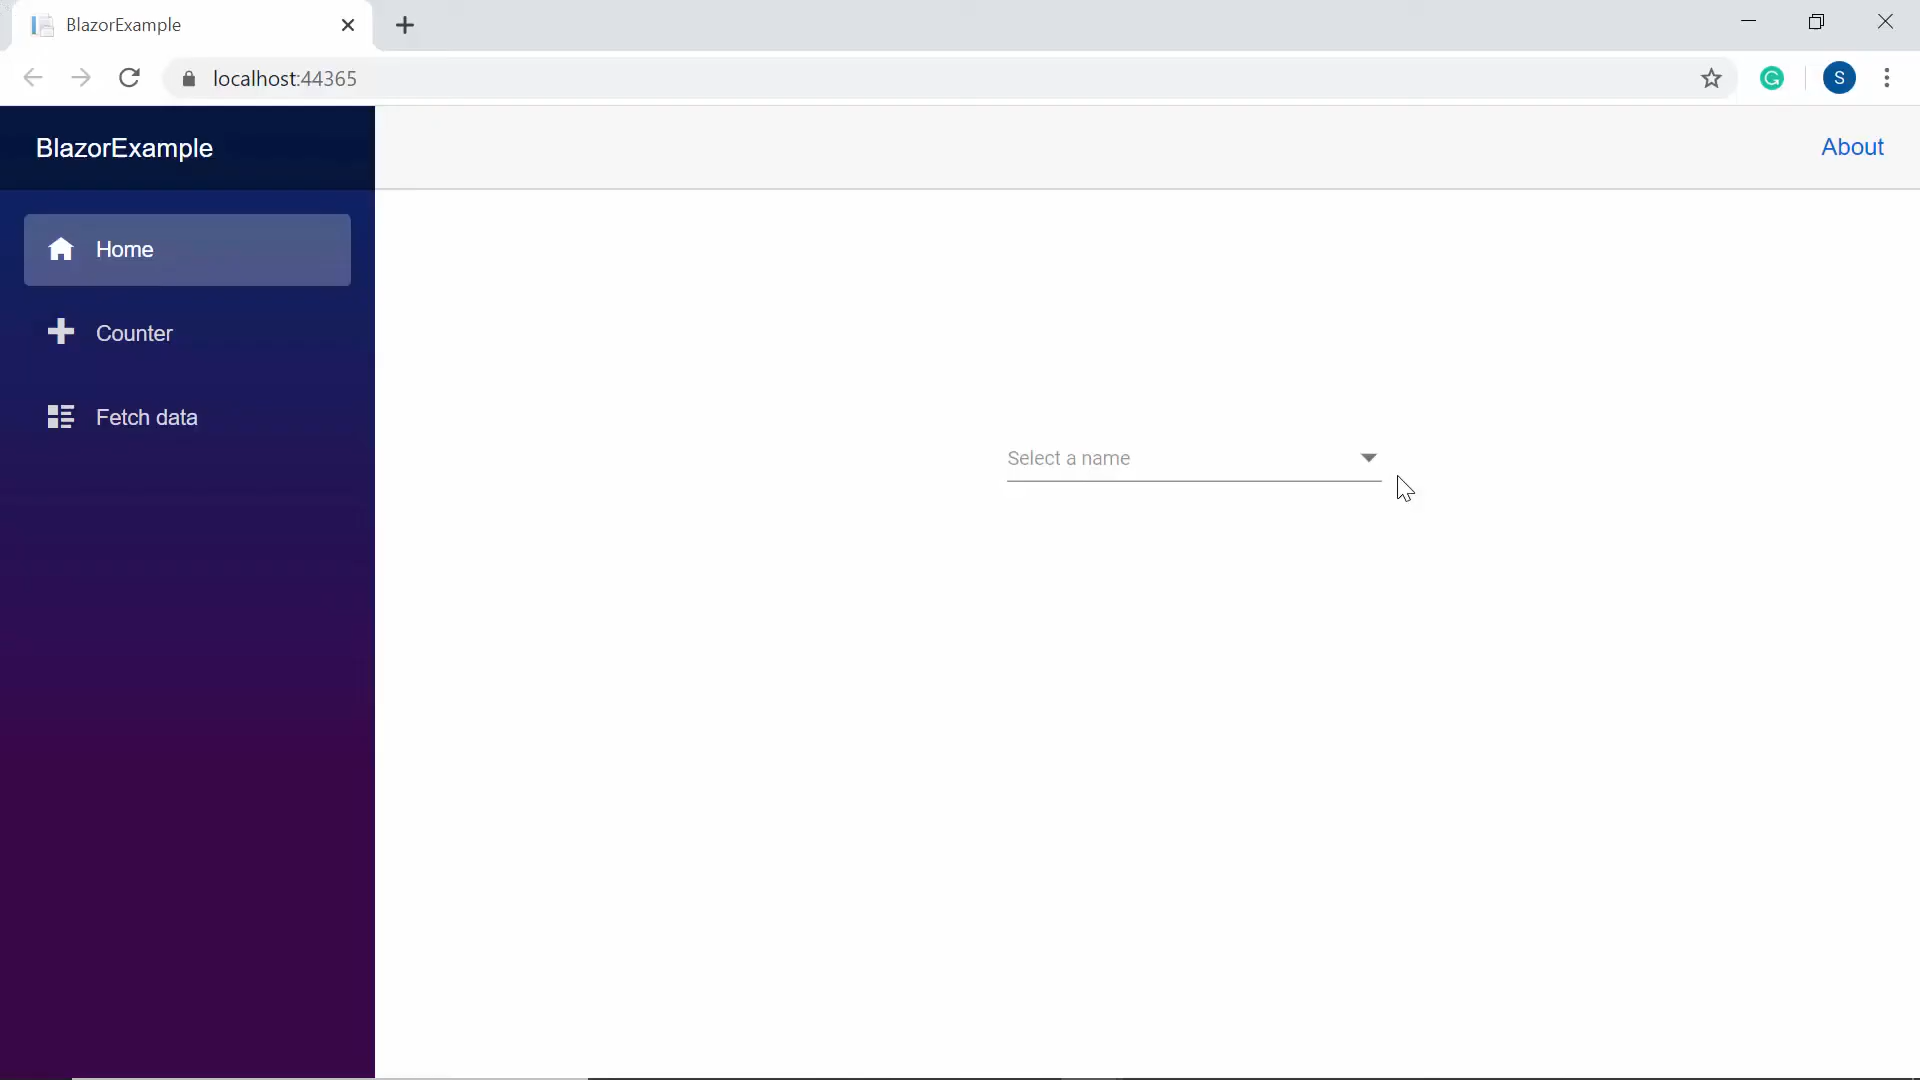 BlazorExample
localhost:44365
S
BlazorExample
About
Home
Counter
Fetch data
Select a name